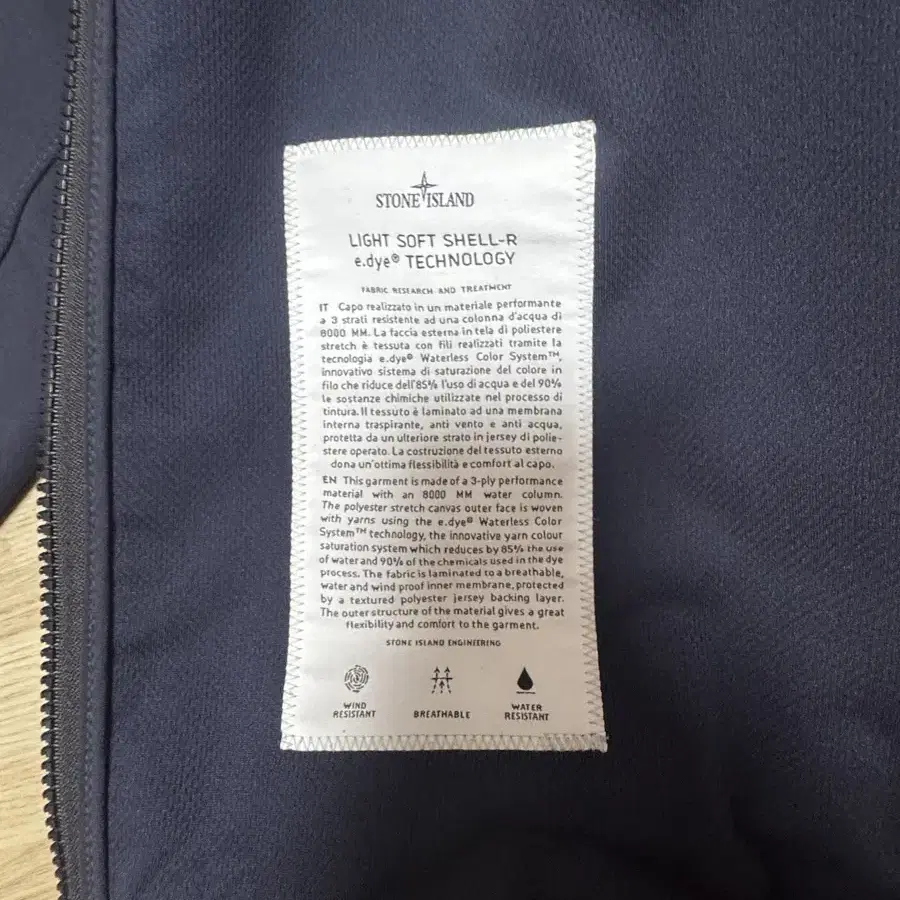 STONE ISLAND
LIGHT SOFT SHELL-R
e.dye® TECHNOLOGY
FABRIC RESEARCH AND TREATMENT
IT Capo realizzato in un materiale performante
a 3 strati resistente ad una colonna d'acqua di
8000 MM. La faccia esterna in tela di poliestere
stretch è tessuta con fili realizzati tramite la
tecnologia e.dye® Waterless Color System™,
innovativo sistema di saturazione del colore in
filo che riduce dell'85% l'uso di acqua e del 90%
le sostanze chimiche utilizzate nel processo di
tintura. Il tessuto è laminato ad una membrana
interna traspirante, anti vento e anti acqua,
protetta da un ulteriore strato in jersey di polie-
stere operato. La costruzione del tessuto esterno
dona un'ottima flessibilità e comfort al capo.
EN This garment is made of a 3-ply performance
material with an 8000 MM water column.
The polyester stretch canvas outer face is woven
with yarns using the e.dye® Waterless Color
System™ technology, the innovative yarn colour
saturation system which reduces by 85% the use
of water and 90% of the chemicals used in the dye
process. The fabric is laminated to a breathable,
water and wind proof inner membrane, protected
by a textured polyester jersey backing layer.
The outer structure of the material gives a great
flexibility and comfort to the garment.
STONE ISLAND ENGINEERING
WIND
RESISTANT
BREATHABLE
WATER
RESISTANT